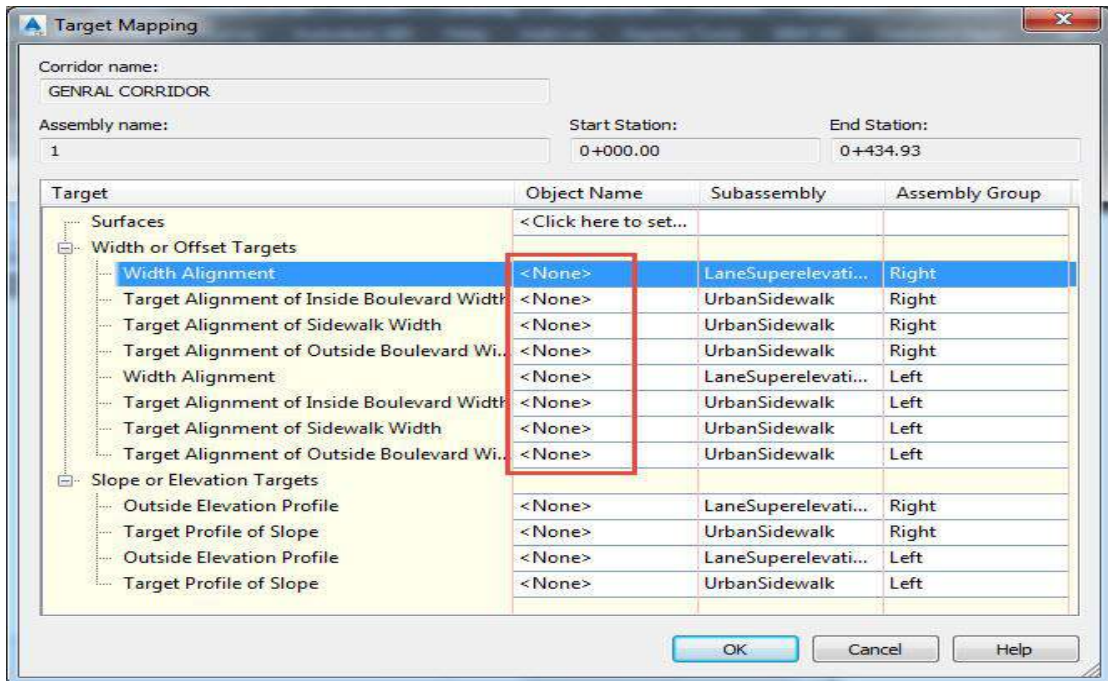 Target Mapping
Corridor name:
GENRAL CORRIDOR
Assembly name: Start Station: End Station:
1 0+000.00 0+434.93
Target Object Name Subassembly Assembly Group
Surfaces <Click here to set...
Width or Offset Targets
Width Alignment <None> LaneSuperelevati... Right
Target Alignment of Inside Boulevard Width <None> UrbanSidewalk Right
Target Alignment of Sidewalk Width <None> UrbanSidewalk Right
Target Alignment of Outside Boulevard Wi... <None> UrbanSidewalk Right
Width Alignment <None> LaneSuperelevati... Left
Target Alignment of Inside Boulevard Width <None> UrbanSidewalk Left
Target Alignment of Sidewalk Width <None> UrbanSidewalk Left
Target Alignment of Outside Boulevard Wi... <None> UrbanSidewalk Left
Slope or Elevation Targets
Outside Elevation Profile <None> LaneSuperelevati... Right
Target Profile of Slope <None> UrbanSidewalk Right
Outside Elevation Profile <None> LaneSuperelevati... Left
Target Profile of Slope <None> UrbanSidewalk Left
OK Cancel Help